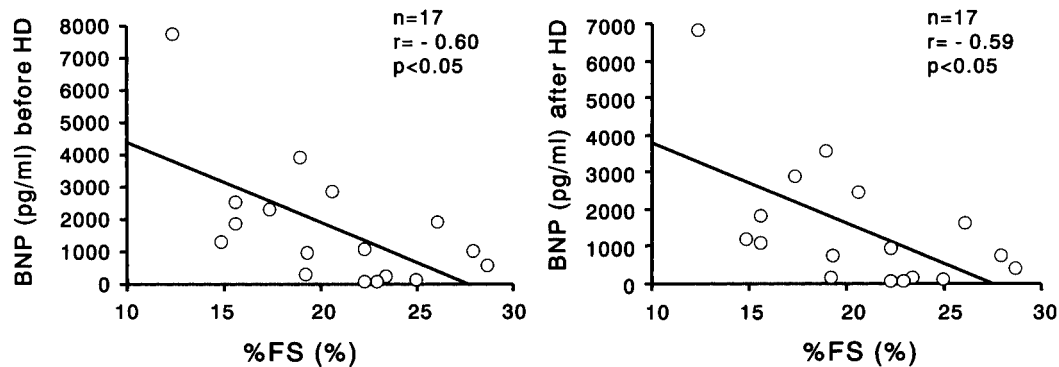 n=17
r= - 0.60
p<0.05
BNP (pg/ml) before HD
8000
7000
6000
5000
4000
3000
2000
1000
0
10 15 20 25 30
%FS (%)
n=17
r= - 0.59
p<0.05
BNP (pg/ml) after HD
7000
6000
5000
4000
3000
2000
1000
0
10 15 20 25 30
%FS (%)